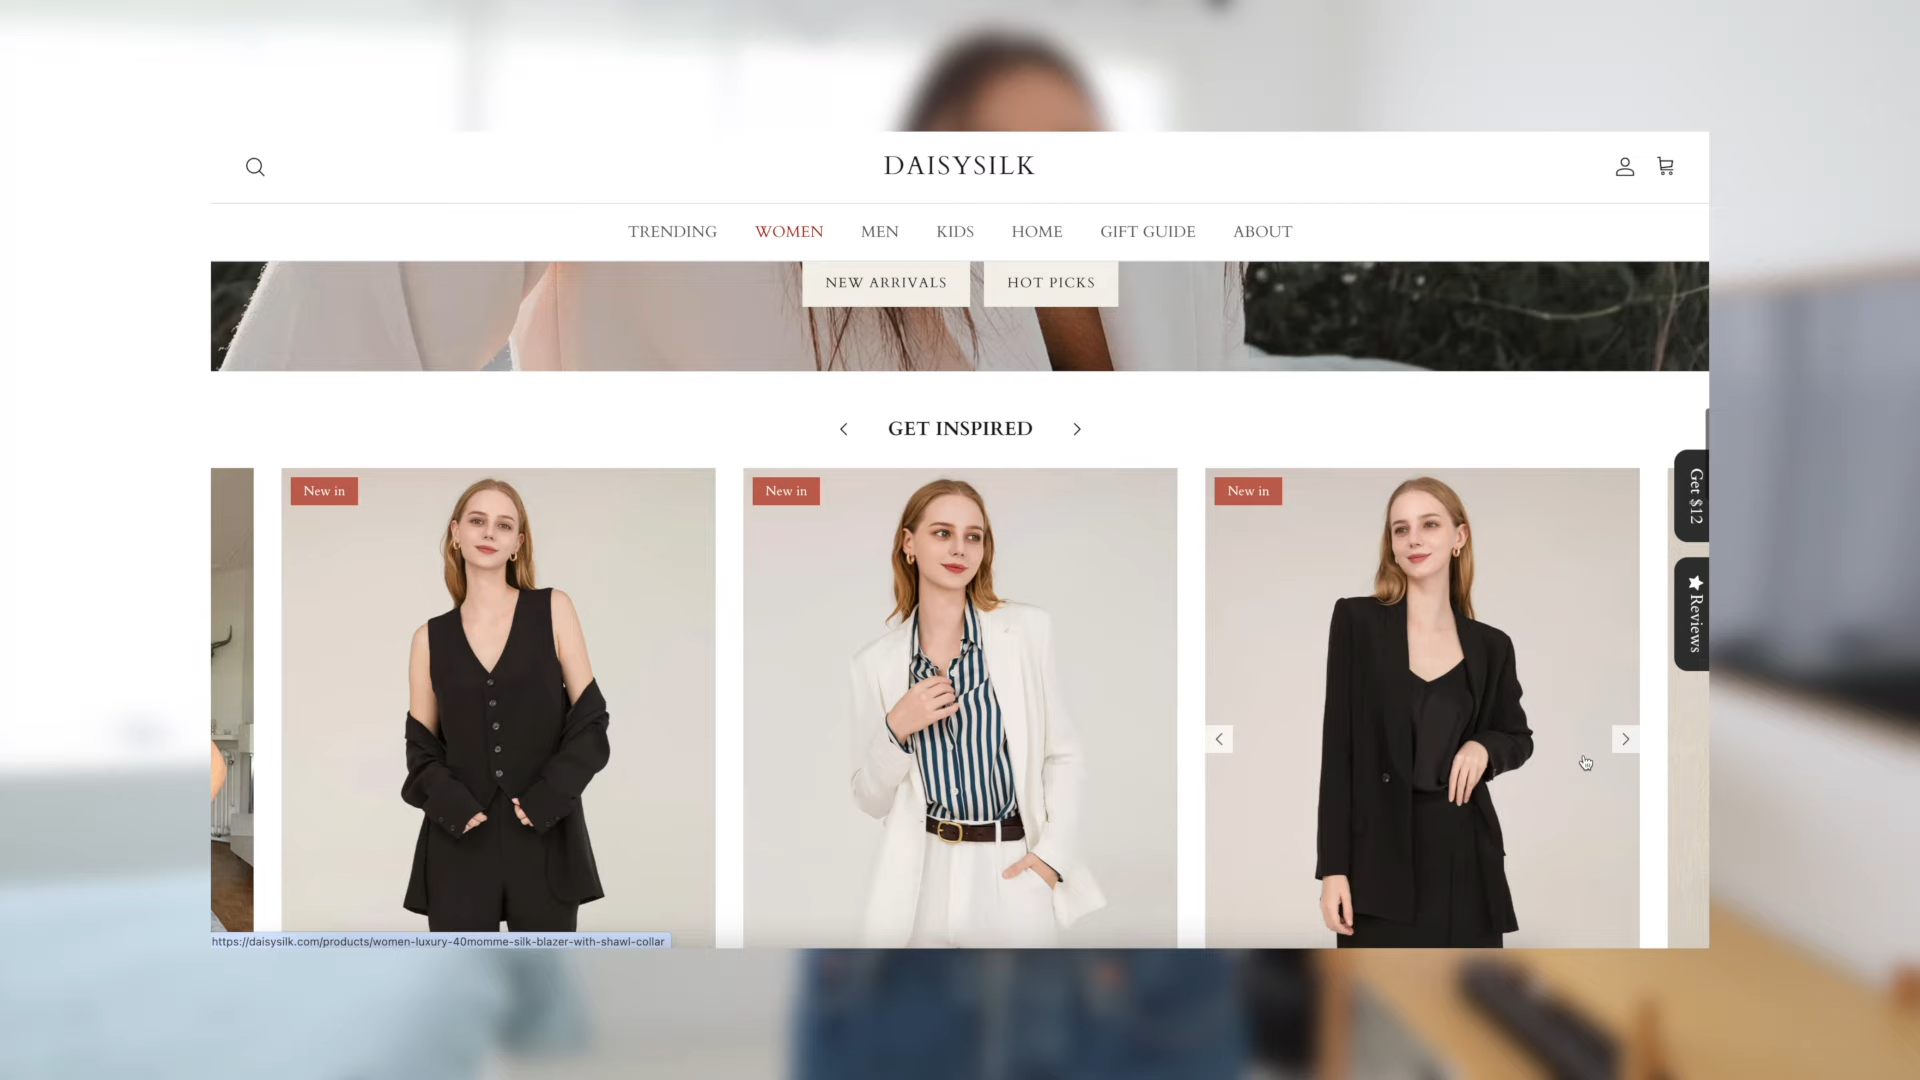 DAISYSILK
TRENDING WOMEN MEN KIDS HOME GIFT GUIDE ABOUT
NEW ARRIVALS HOT PICKS
GET INSPIRED
New in New in New in
Get $12
Reviews
https://daisysilk.com/products/women-luxury-40momme-silk-blazer-with-shawl-collar